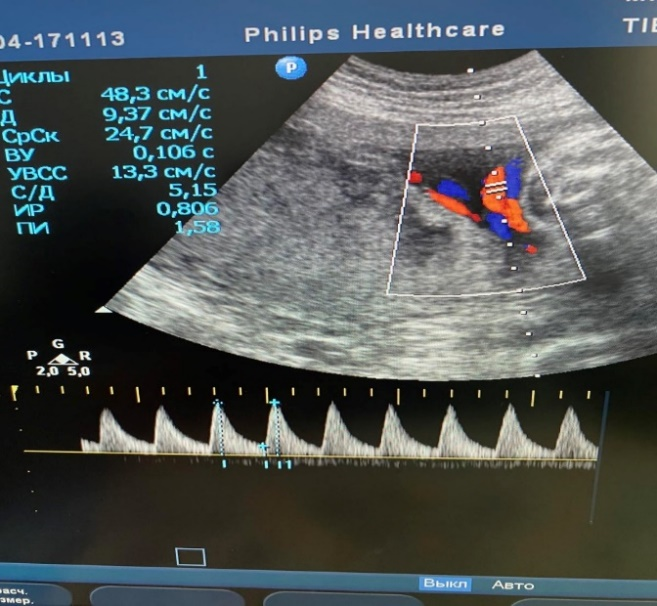 04-171113 Philips Healthcare
P
Циклы 1
С 48,3 см/с
Д 9,37 см/с
СрСк 24,7 см/с
ВУ 0,106 с
УВСС 13,3 см/с
С/Д 5,15
ИР 0,806
ПИ 1,58
G
P R
2,0 5,0
Выкл Авто